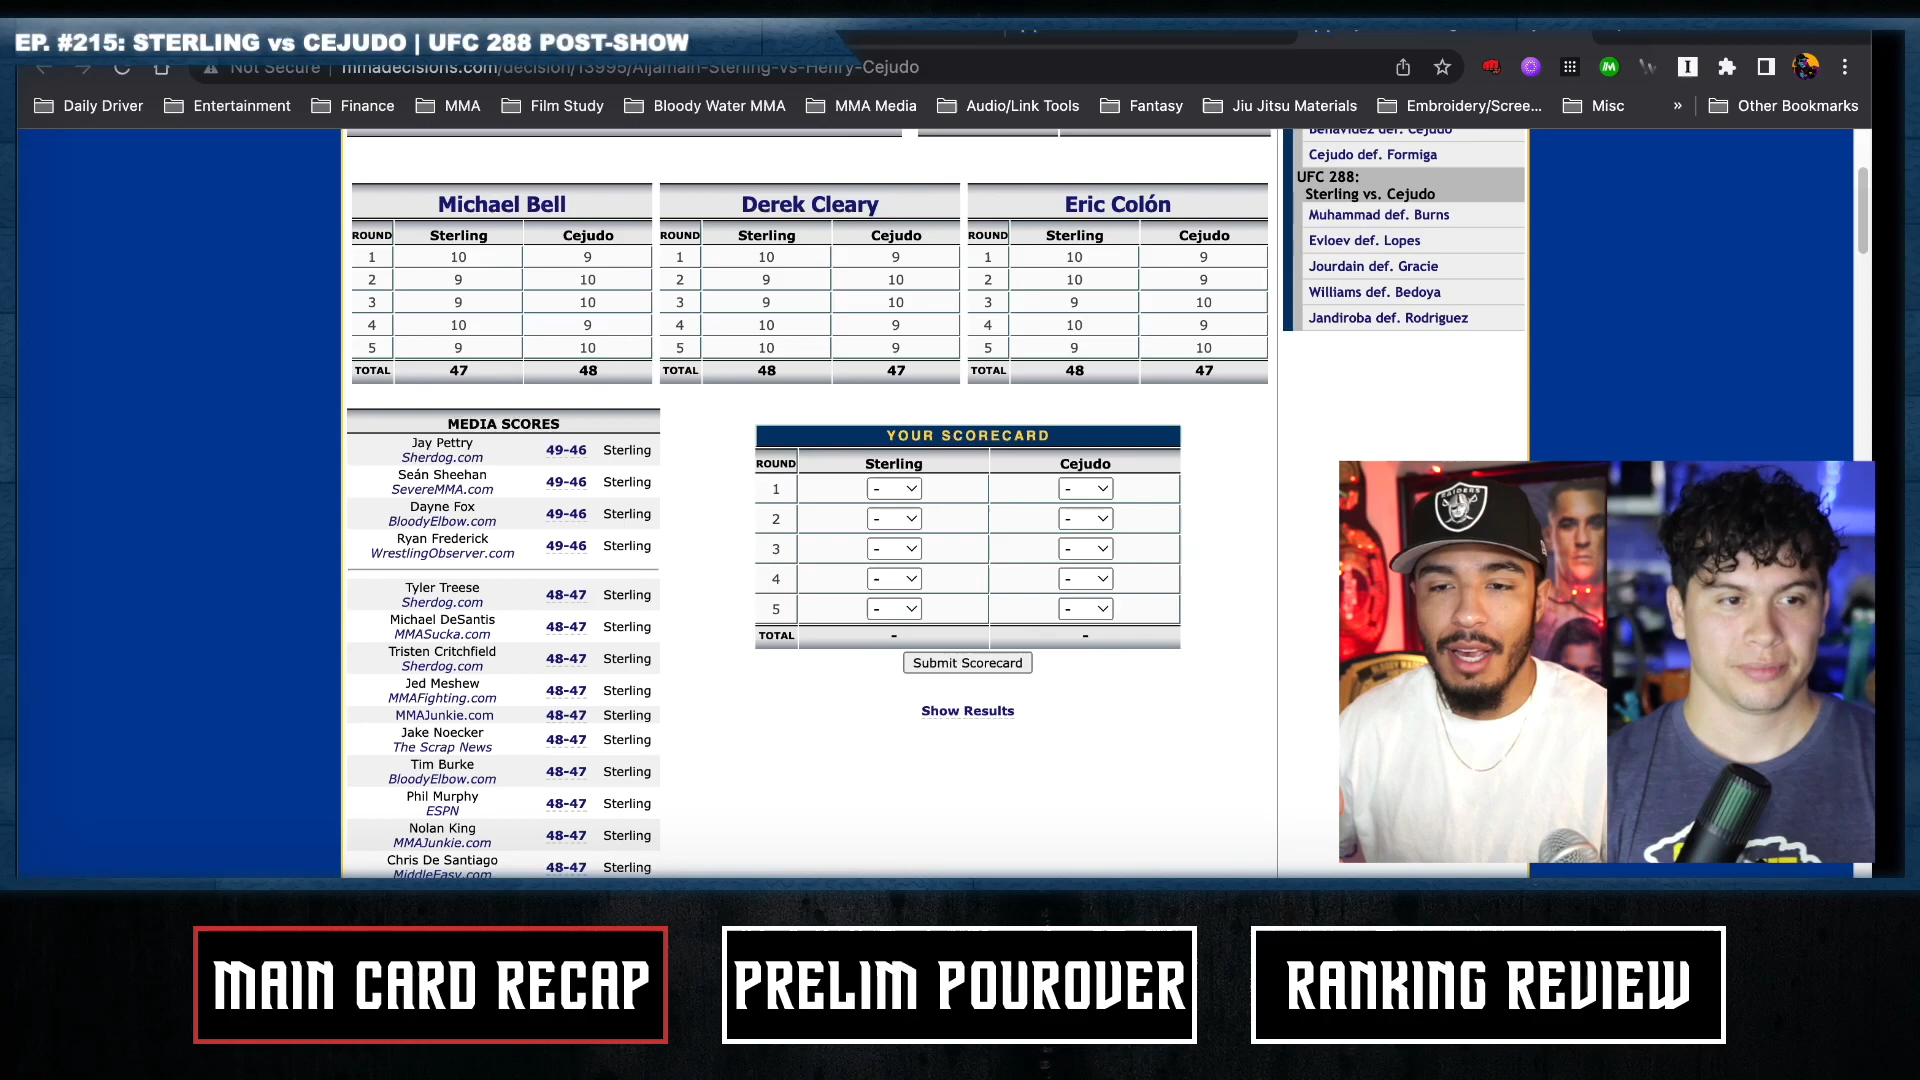 EP. #215: STERLING vs CEJUDO | UFC 288 POST-SHOW
Not Secure | mmadecisions.com/decision/13995/Aljamain-Sterling-vs-Henry-Cejudo
Daily Driver Entertainment Finance MMA Film Study Bloody Water MMA MMA Media Audio/Link Tools Fantasy Jiu Jitsu Materials Embroidery/Scree... Misc » Other Bookmarks
Benavidez def. Cejudo
Cejudo def. Formiga
UFC 288:
Sterling vs. Cejudo
Muhammad def. Burns
Evloev def. Lopes
Jourdain def. Gracie
Williams def. Bedoya
Jandiroba def. Rodriguez
Michael Bell
ROUND Sterling Cejudo
1 10 9
2 9 10
3 9 10
4 10 9
5 9 10
TOTAL 47 48
Derek Cleary
ROUND Sterling Cejudo
1 10 9
2 9 10
3 9 10
4 10 9
5 10 9
TOTAL 48 47
Eric Colón
ROUND Sterling Cejudo
1 10 9
2 10 9
3 9 10
4 10 9
5 9 10
TOTAL 48 47
MEDIA SCORES
Jay Pettry
Sherdog.com 49-46 Sterling
Seán Sheehan
SevereMMA.com 49-46 Sterling
Dayne Fox
BloodyElbow.com 49-46 Sterling
Ryan Frederick
WrestlingObserver.com 49-46 Sterling
Tyler Treese
Sherdog.com 48-47 Sterling
Michael DeSantis
MMASucka.com 48-47 Sterling
Tristen Critchfield
Sherdog.com 48-47 Sterling
Jed Meshew
MMAFighting.com 48-47 Sterling
MMAJunkie.com 48-47 Sterling
Jake Noecker
The Scrap News 48-47 Sterling
Tim Burke
BloodyElbow.com 48-47 Sterling
Phil Murphy
ESPN 48-47 Sterling
Nolan King
MMAJunkie.com 48-47 Sterling
Chris De Santiago
MiddleEasy.com 48-47 Sterling
YOUR SCORECARD
ROUND Sterling Cejudo
1 - -
2 - -
3 - -
4 - -
5 - -
TOTAL - -
Submit Scorecard
Show Results
RAIDERS
MAIN CARD RECAP
PRELIM POUROVER
RANKING REVIEW